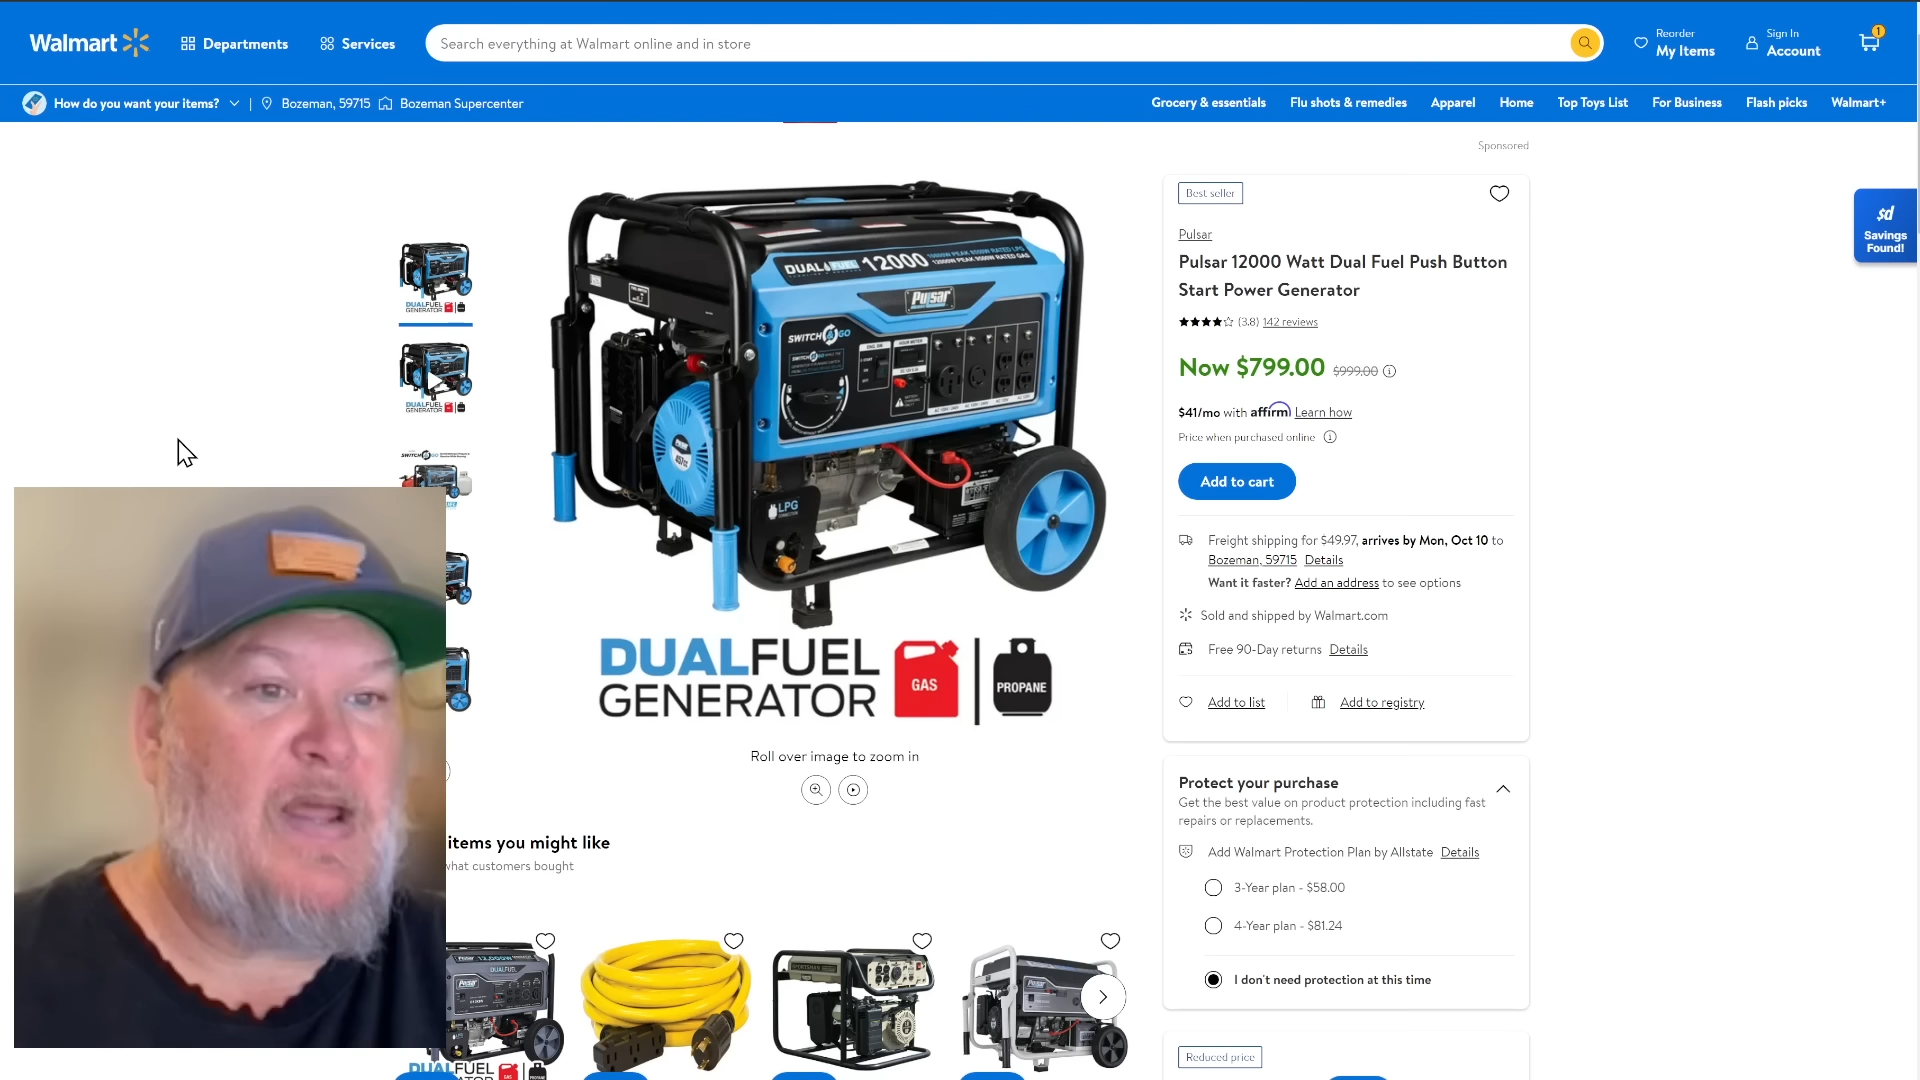 Walmart
Departments
Services
Search everything at Walmart online and in store
Reorder
My Items
Sign In
Account
1
How do you want your items?
Bozeman, 59715
Bozeman Supercenter
Grocery & essentials
Flu shots & remedies
Apparel
Home
Top Toys List
For Business
Flash picks
Walmart+
Sponsored
$d
Savings
Found!
DUAL FUEL 12000
Pulsar
SWITCH & GO
LPG
DUALFUEL
GENERATOR
GAS
PROPANE
Roll over image to zoom in
Best seller
Pulsar
Pulsar 12000 Watt Dual Fuel Push Button
Start Power Generator
(3.8) 142 reviews
Now $799.00 $999.00
$41/mo with affirm Learn how
Price when purchased online
Add to cart
Freight shipping for $49.97, arrives by Mon, Oct 10 to
Bozeman, 59715 Details
Want it faster? Add an address to see options
Sold and shipped by Walmart.com
Free 90-Day returns Details
Add to list
Add to registry
Protect your purchase
Get the best value on product protection including fast
repairs or replacements.
Add Walmart Protection Plan by Allstate Details
3-Year plan - $58.00
4-Year plan - $81.24
I don't need protection at this time
Reduced price
items you might like
what customers bought
DUALFUEL